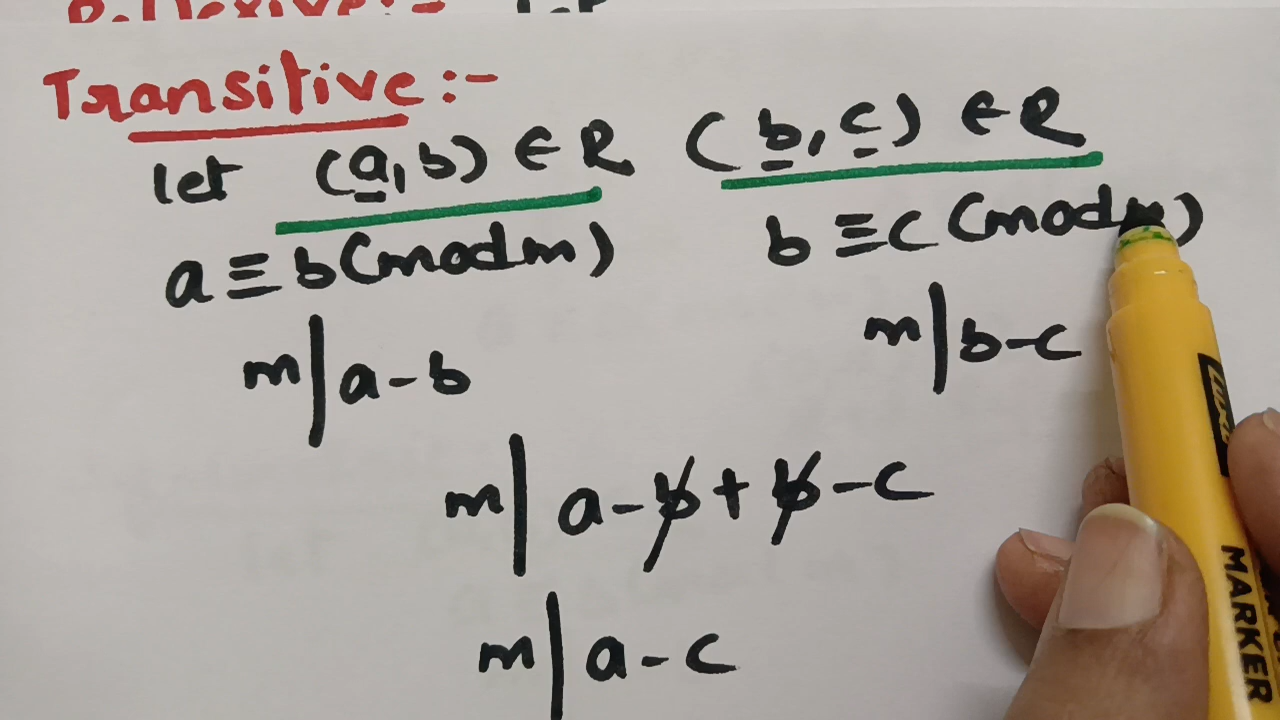 Transitive :-
let (a, b) ∈ R (b, c) ∈ R
a ≡ b (mod m) b ≡ c (mod m)
m | a - b m | b - c
m | a - b + b - c
m | a - c
MARKER